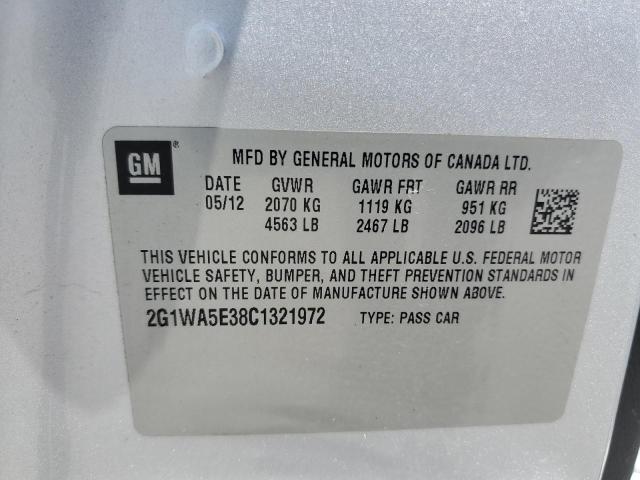 GM®
MFD BY GENERAL MOTORS OF CANADA LTD.
DATE GVWR GAWR FRT GAWR RR
05/12 2070 KG 1119 KG 951 KG
4563 LB 2467 LB 2096 LB
THIS VEHICLE CONFORMS TO ALL APPLICABLE U.S. FEDERAL MOTOR
VEHICLE SAFETY, BUMPER, AND THEFT PREVENTION STANDARDS IN
EFFECT ON THE DATE OF MANUFACTURE SHOWN ABOVE.
2G1WA5E38C1321972 TYPE: PASS CAR